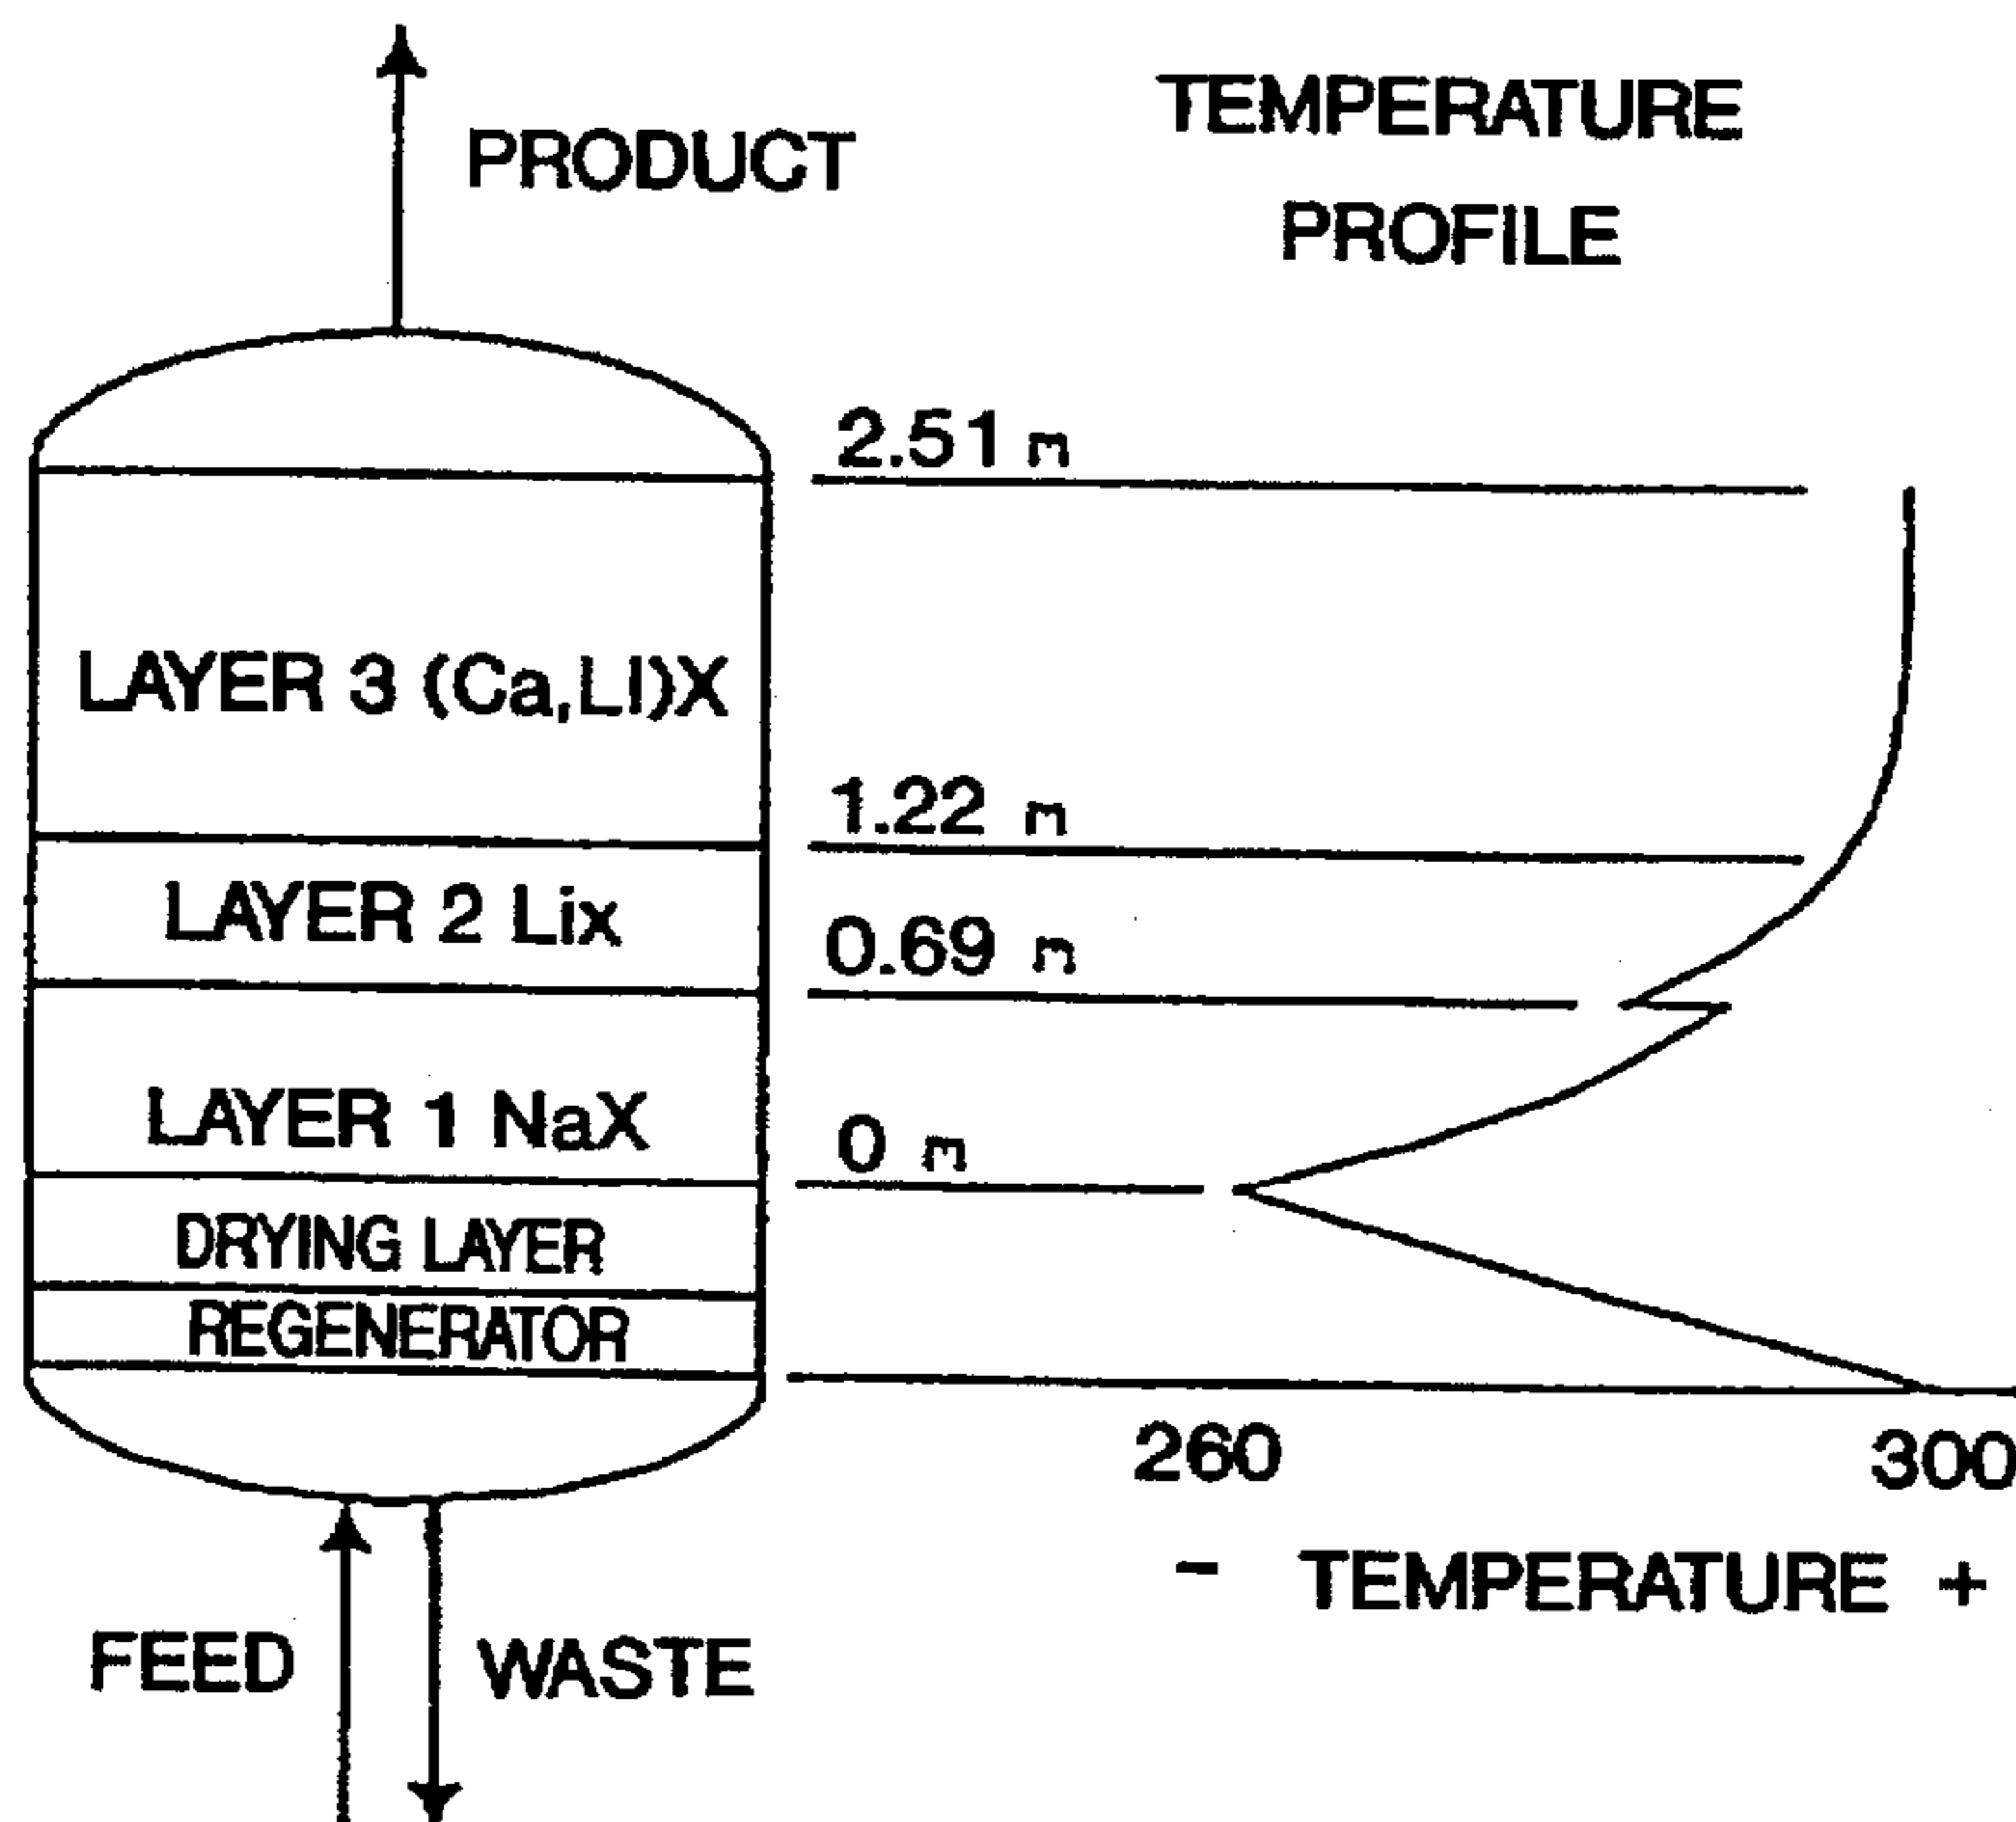 PRODUCT
TEMPERATURE
PROFILE
2.51 m
LAYER 3 (Ca,LI)X
1.22 m
LAYER 2 Lix
0.69 m
LAYER 1 NaX
0 m
DRYING LAYER
REGENERATOR
260
300
- TEMPERATURE +
FEED
WASTE